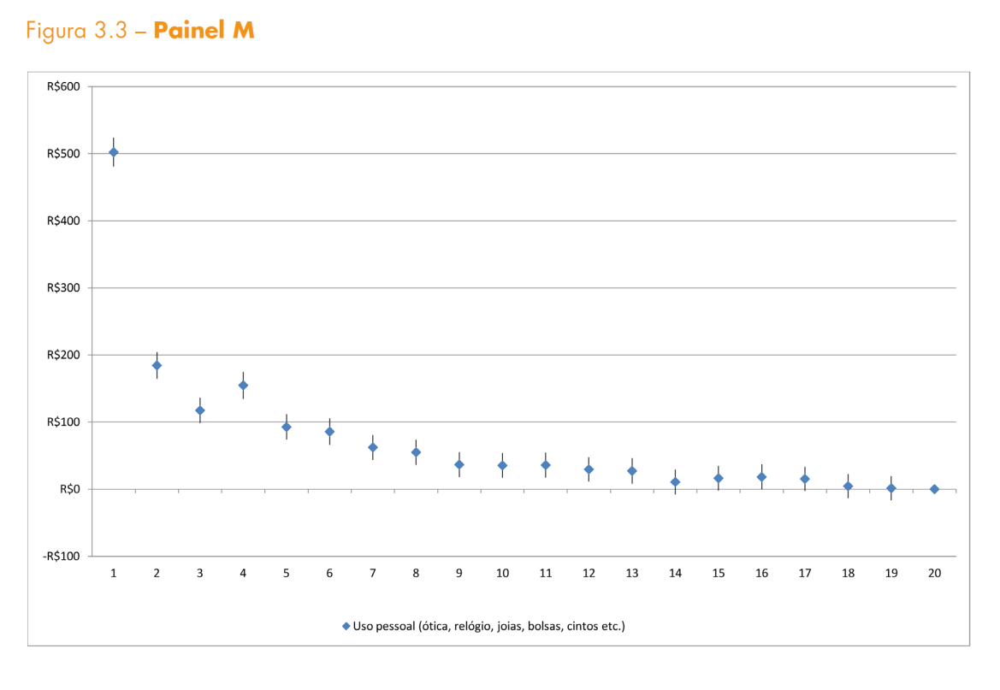 Figura 3.3 – Painel M
R$600
R$500
R$400
R$300
R$200
R$100
R$0
-R$100
1 2 3 4 5 6 7 8 9 10 11 12 13 14 15 16 17 18 19 20
Uso pessoal (ótica, relógio, joias, bolsas, cintos etc.)